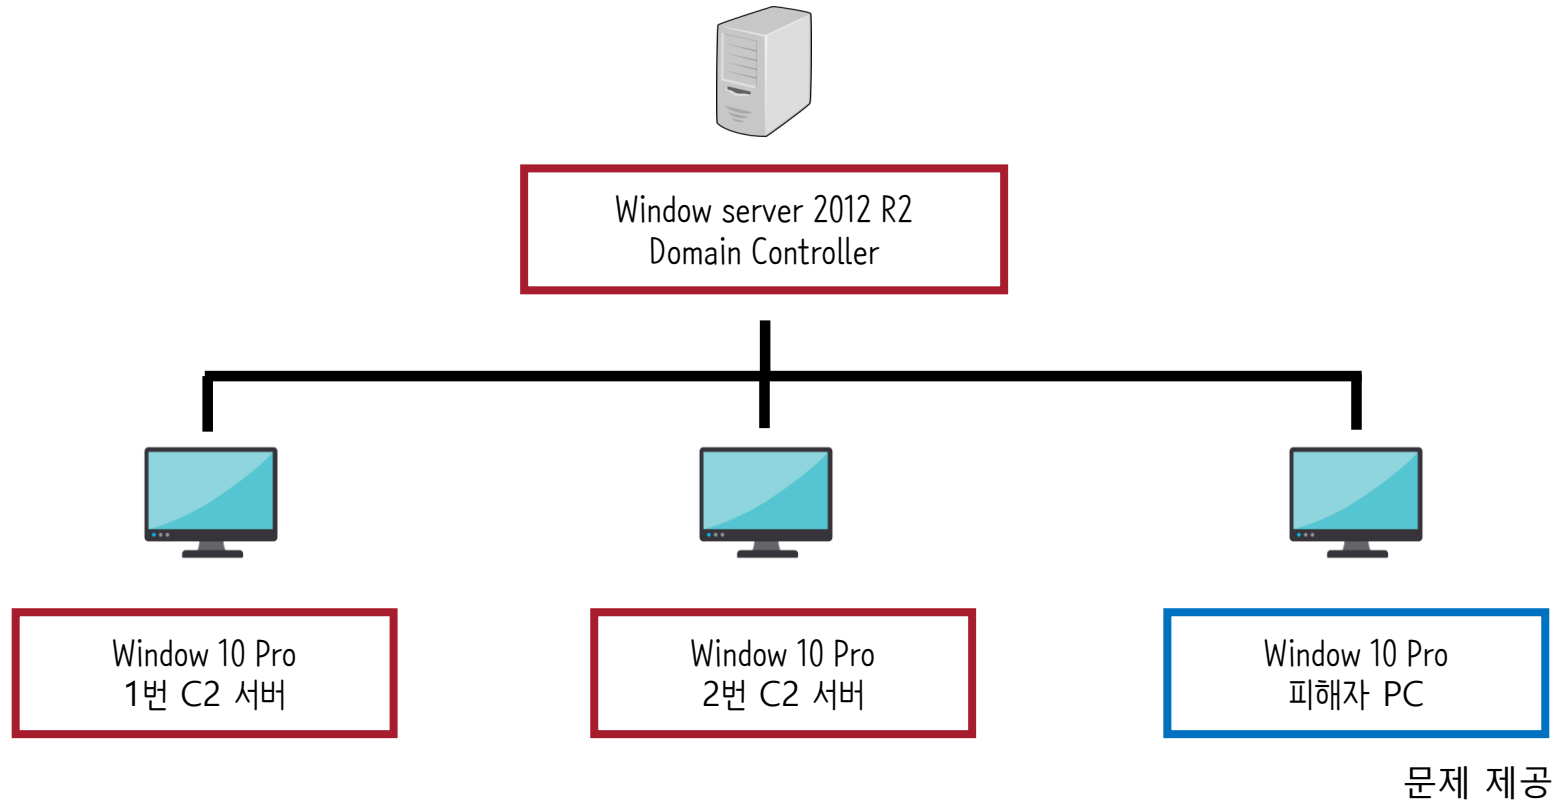 Window server 2012 R2
Domain Controller
Window 10 Pro
1번 C2 서버
Window 10 Pro
2번 C2 서버
Window 10 Pro
피해자 PC
문제 제공